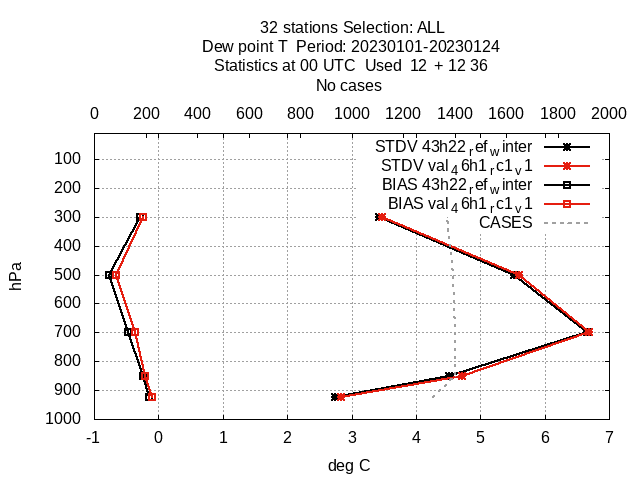 32 stations Selection: ALL
Dew point T  Period: 20230101-20230124
Statistics at 00 UTC  Used  12  + 12 36
No cases
0 200 400 600 800 1000 1200 1400 1600 1800 2000
STDV 43h22_ref_winter
STDV val_46h1_rc1_v1
BIAS 43h22_ref_winter
BIAS val_46h1_rc1_v1
CASES
100
200
300
400
500
600
700
800
900
1000
hPa
-1 0 1 2 3 4 5 6 7
deg C